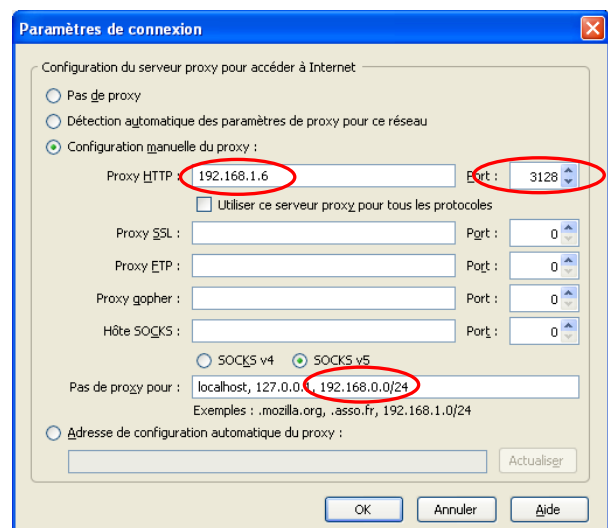 Paramètres de connexion
Configuration du serveur proxy pour accéder à Internet
Pas de proxy
Détection automatique des paramètres de proxy pour ce réseau
Configuration manuelle du proxy :
Proxy HTTP : 192.168.1.6 Port : 3128
Utiliser ce serveur proxy pour tous les protocoles
Proxy SSL : Port : 0
Proxy FTP : Port : 0
Proxy gopher : Port : 0
Hôte SOCKS : Port : 0
SOCKS v4 SOCKS v5
Pas de proxy pour : localhost, 127.0.0.1, 192.168.0.0/24
Exemples : .mozilla.org, .asso.fr, 192.168.1.0/24
Adresse de configuration automatique du proxy :
Actualiser
OK Annuler Aide